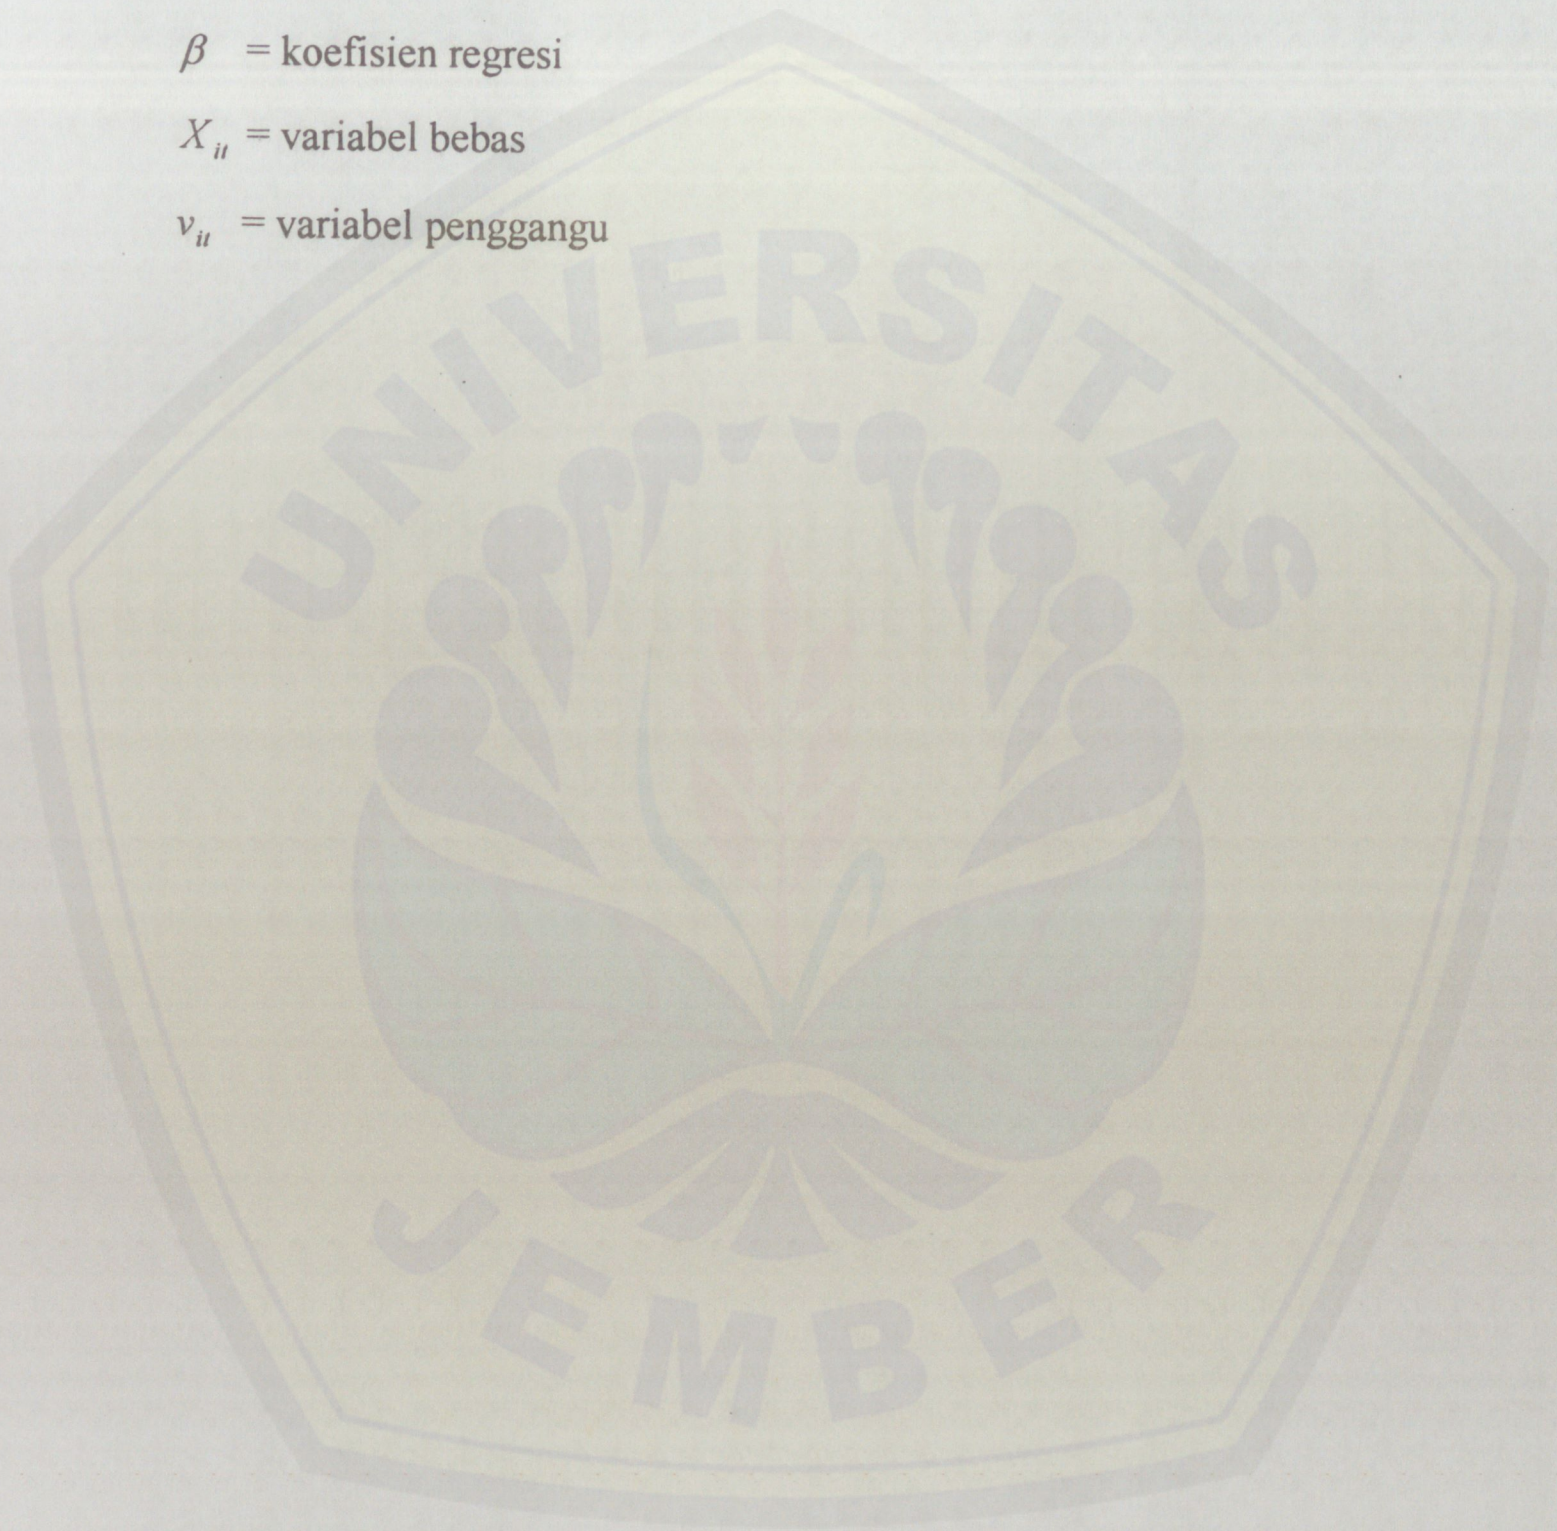 β = koefisien regresi
X_it = variabel bebas
v_it = variabel penggangu
UNIVERSITAS
JEMBER